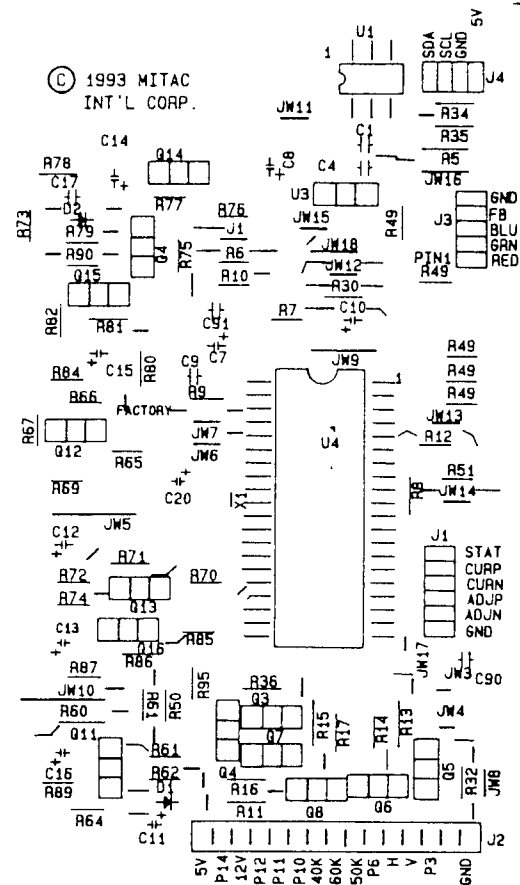 5V
SDA
SCL
GND
U1
1
J4
© 1993 MITAC
INT'L CORP.
JW11
R34
C1
R35
C14
Q14
C8
C4
R5
R78
C17
JW16
R77
U3
GND
R73
D2
R76
R49
J3
FB
R79
J1
JW15
BLU
R90
Q4
R75
R6
JW18
GRN
Q15
R10
JW12
PIN1
RED
R30
R49
R82
R81
C91
R7
C10
C7
JW9
R49
R84
C15
R80
C9
1
R49
R66
R9
R49
FACTORY
JW13
R67
JW7
U4
R12
Q12
JW6
R65
R51
R69
C20
X1
R8
JW14
JW5
C12
J1
STAT
R71
CURP
R72
R70
CURN
R74
ADJP
Q13
ADJN
C13
GND
Q16
R85
R86
JW17
JW3
R87
R95
R36
C90
JW10
R61
R50
Q3
R60
R15
R17
R14
R13
JW4
Q11
R61
Q7
C16
R62
Q4
Q5
R89
D1
R16
R32
JW8
R64
R11
Q8
Q6
C11
J2
5V
P14
12V
P12
P11
P10
40K
60K
50K
P6
H
V
P3
GND